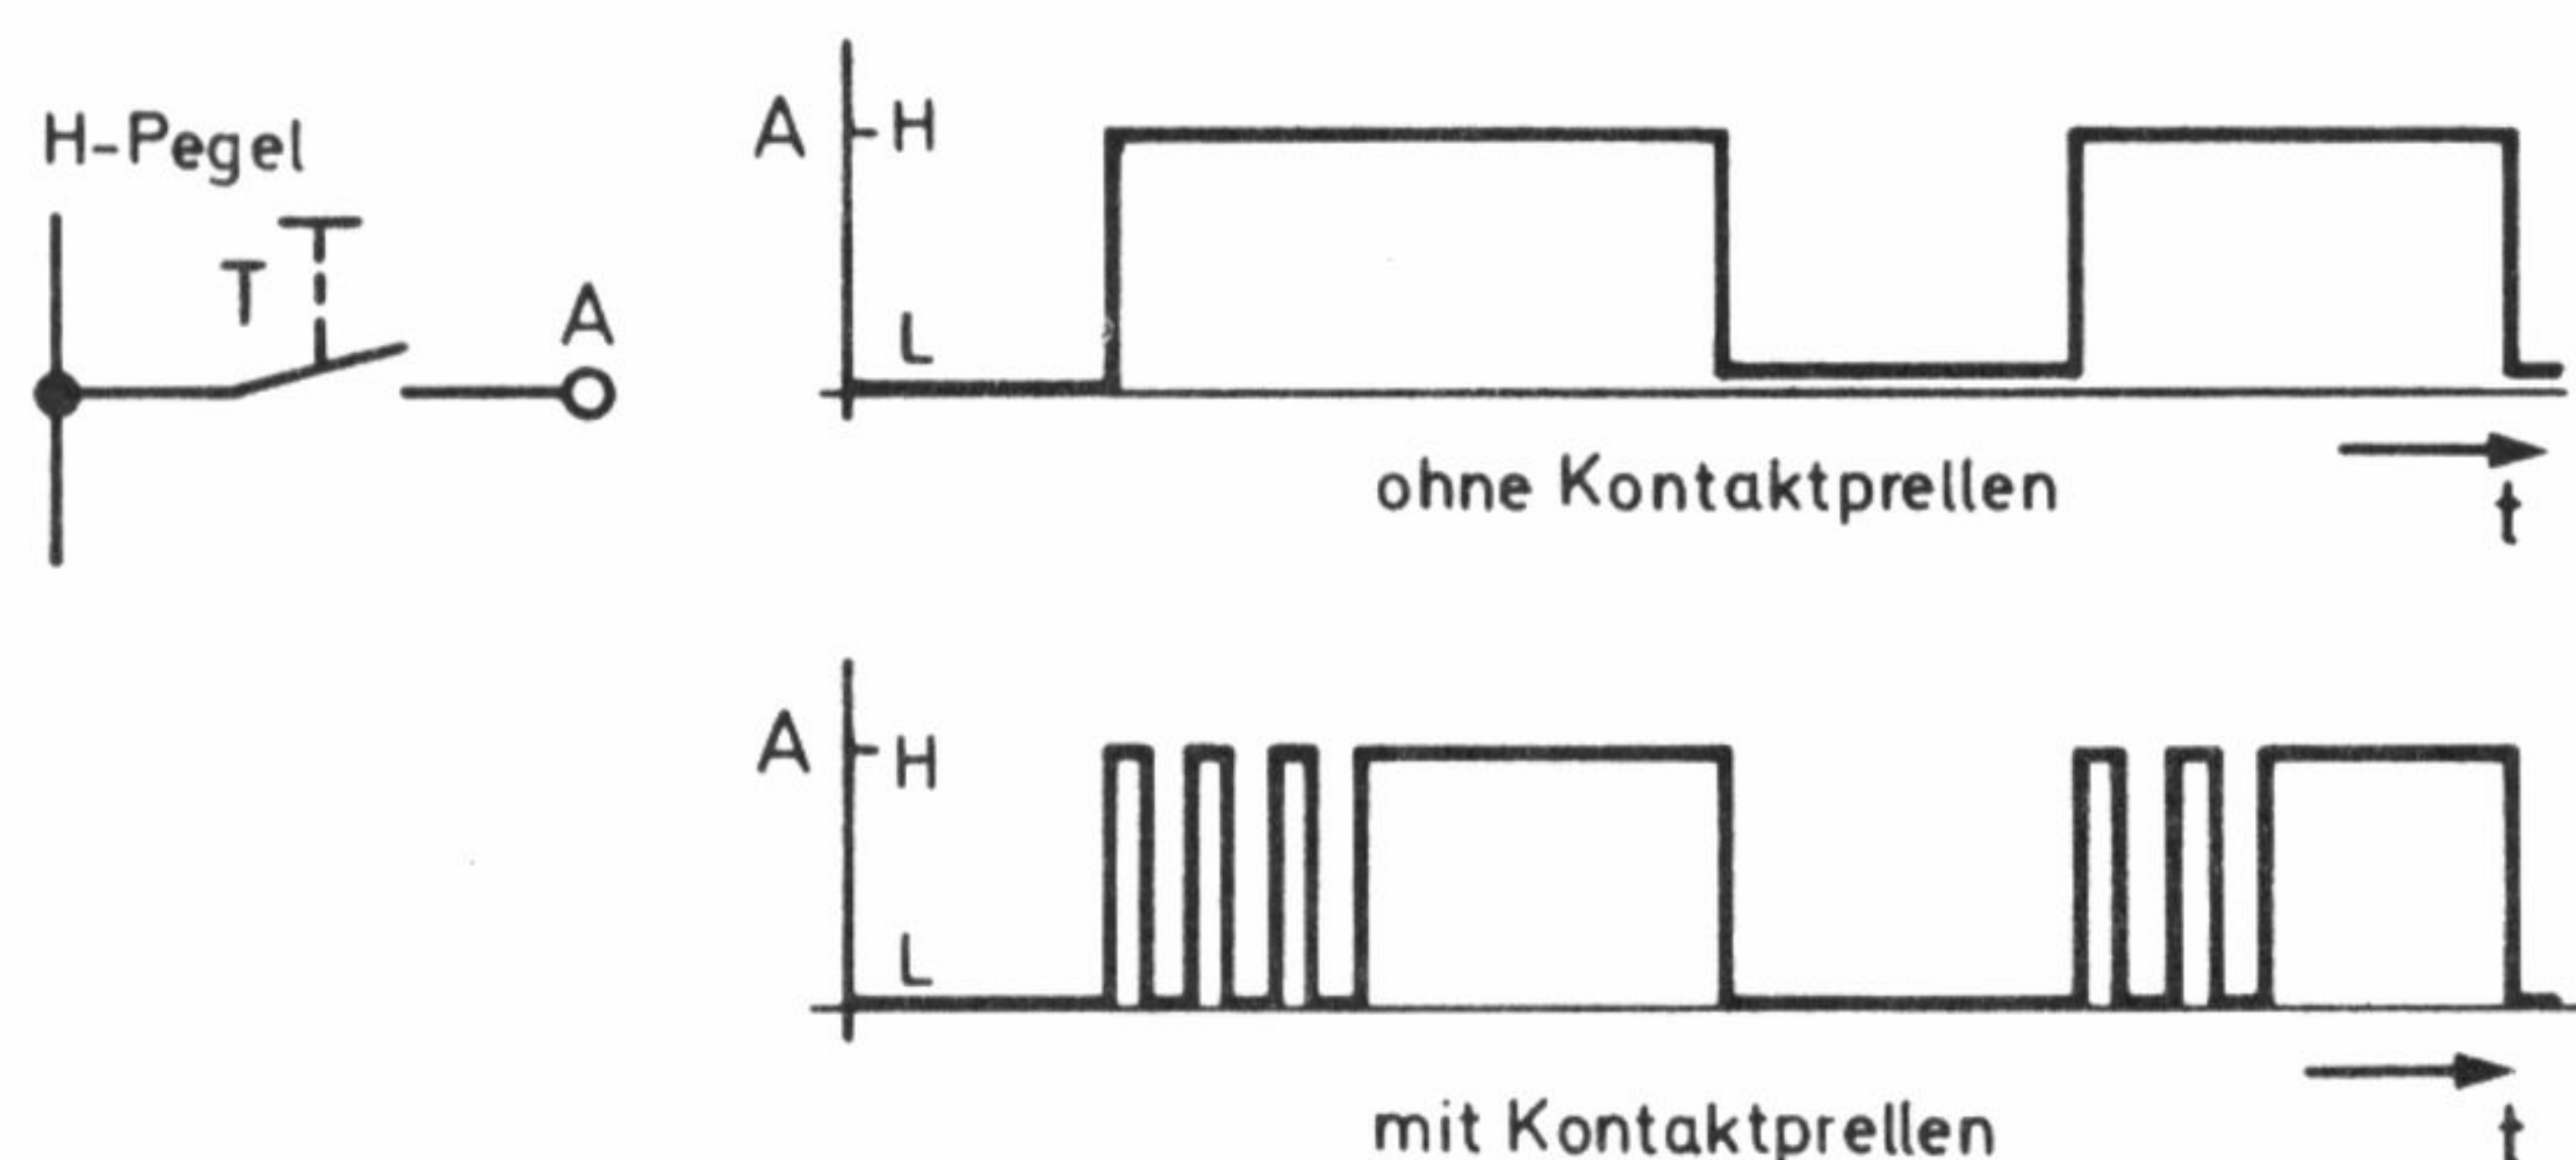 H-Pegel
T
A
A
H
L
ohne Kontaktprellen
t
A
H
L
mit Kontaktprellen
t